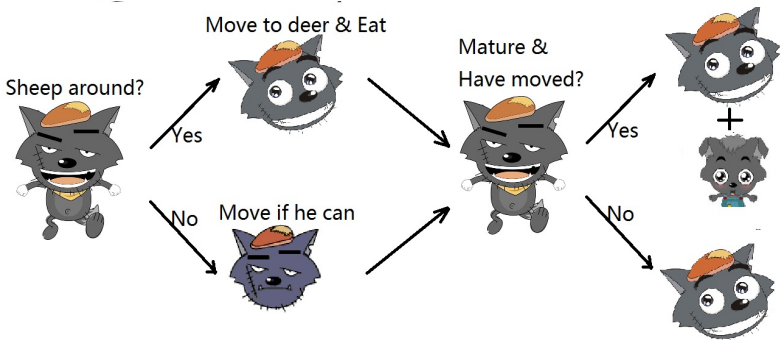 Move to deer & Eat
Mature &
Have moved?
Sheep around?
Yes
Yes
No
Move if he can
No